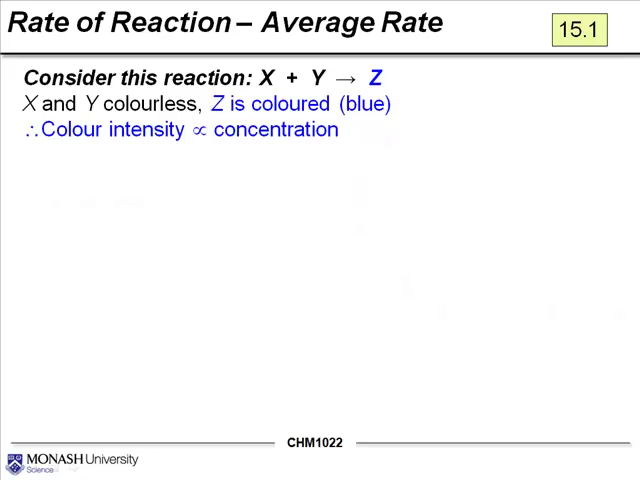 Rate of Reaction – Average Rate
15.1
Consider this reaction: X + Y → Z
X and Y colourless, Z is coloured (blue)
∴Colour intensity ∝ concentration
CHM1022
MONASH University
Science